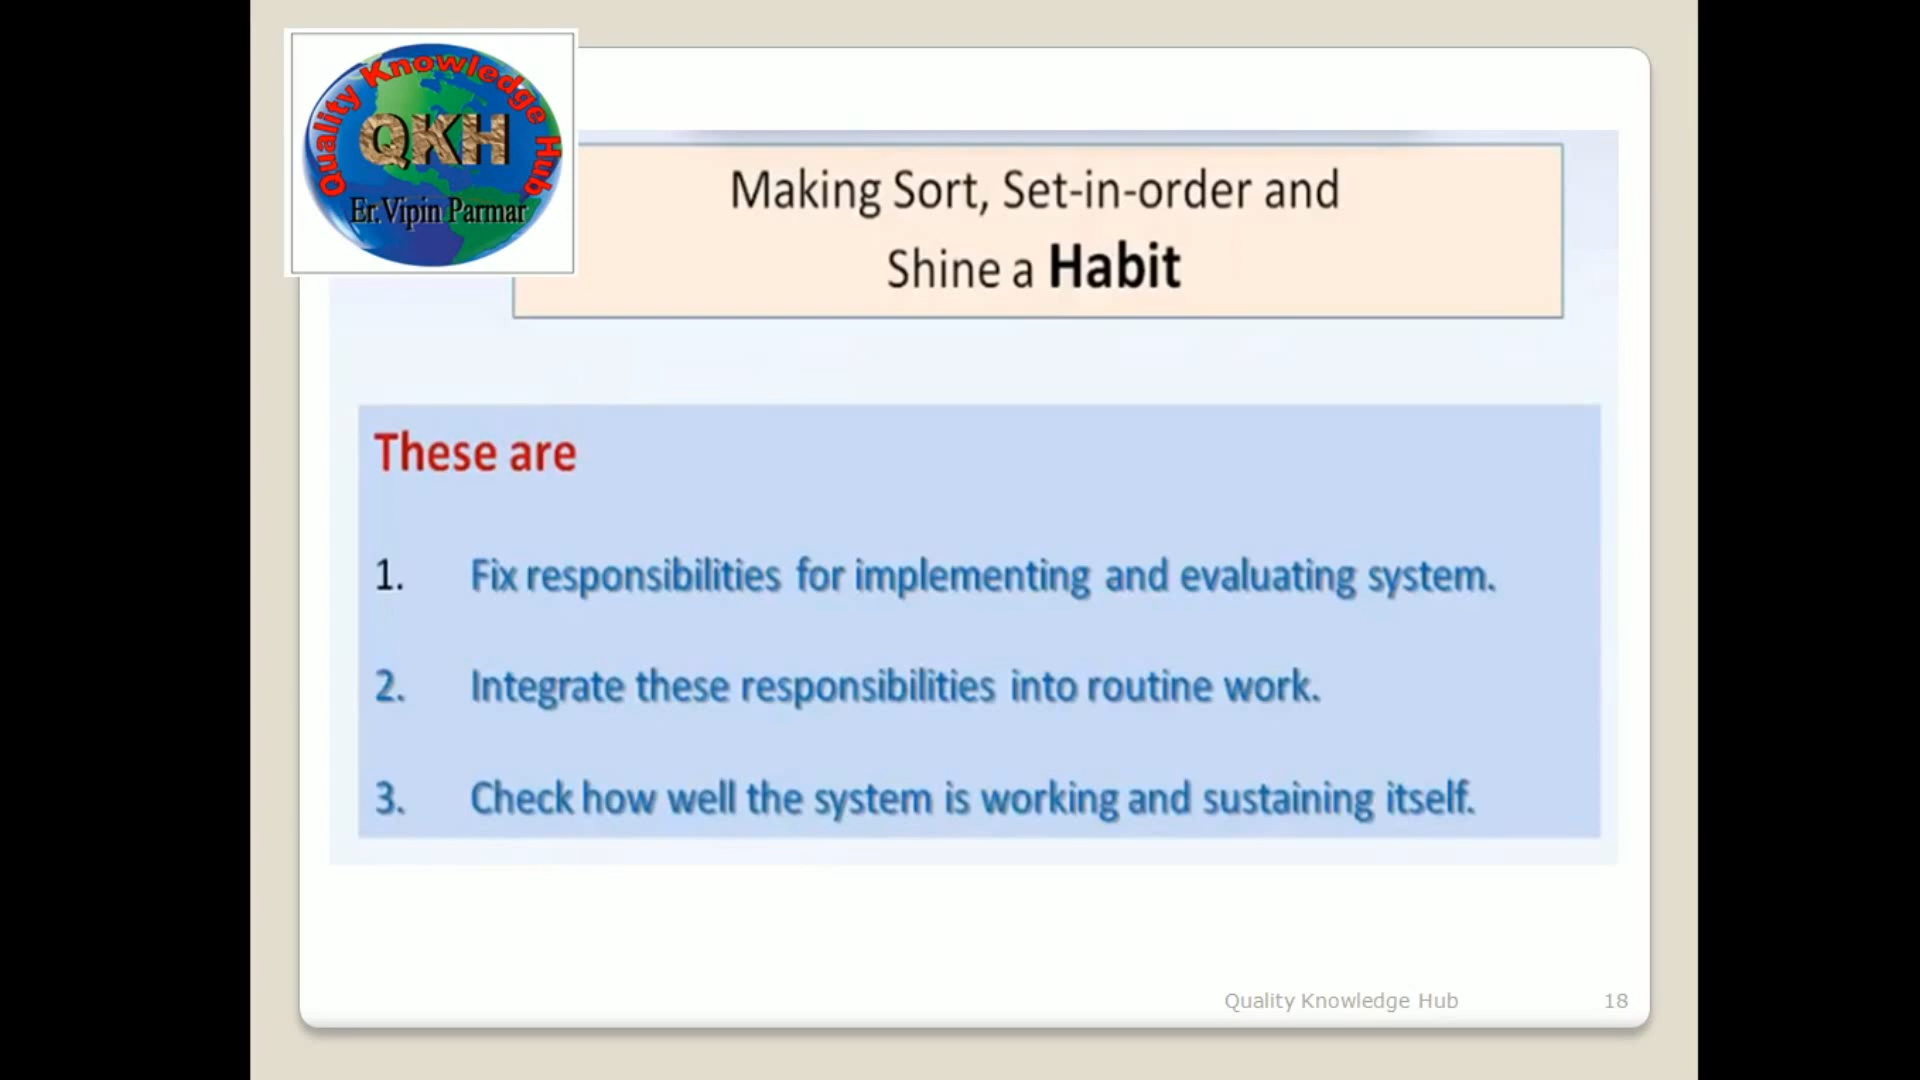 Quality Knowledge Hub
QKH
Er.Vipin Parmar
Making Sort, Set-in-order and
Shine a Habit
These are
1. Fix responsibilities for implementing and evaluating system.
2. Integrate these responsibilities into routine work.
3. Check how well the system is working and sustaining itself.
Quality Knowledge Hub 18